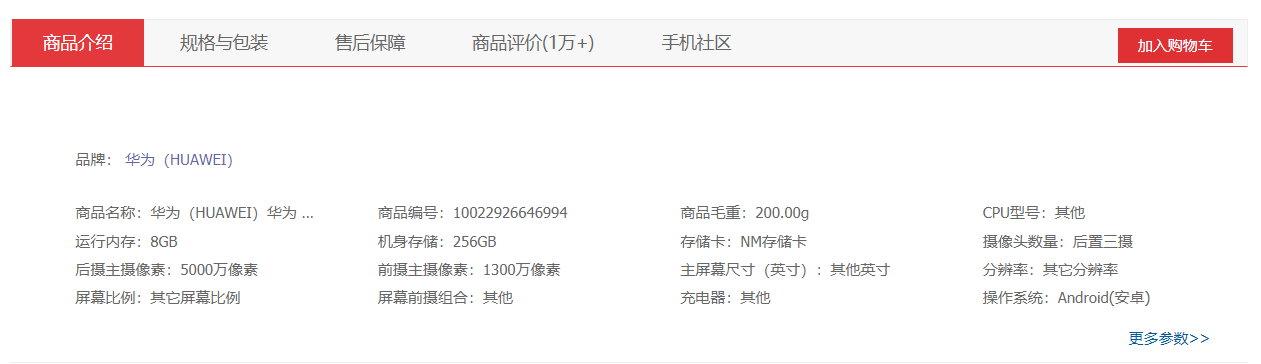 商品介绍 规格与包装 售后保障 商品评价(1万+) 手机社区 加入购物车
品牌： 华为（HUAWEI）
商品名称：华为（HUAWEI）华为 ... 商品编号：10022926646994 商品毛重：200.00g CPU型号：其他
运行内存：8GB 机身存储：256GB 存储卡：NM存储卡 摄像头数量：后置三摄
后摄主摄像素：5000万像素 前摄主摄像素：1300万像素 主屏幕尺寸（英寸）：其他英寸 分辨率：其它分辨率
屏幕比例：其它屏幕比例 屏幕前摄组合：其他 充电器：其他 操作系统：Android(安卓)
更多参数>>